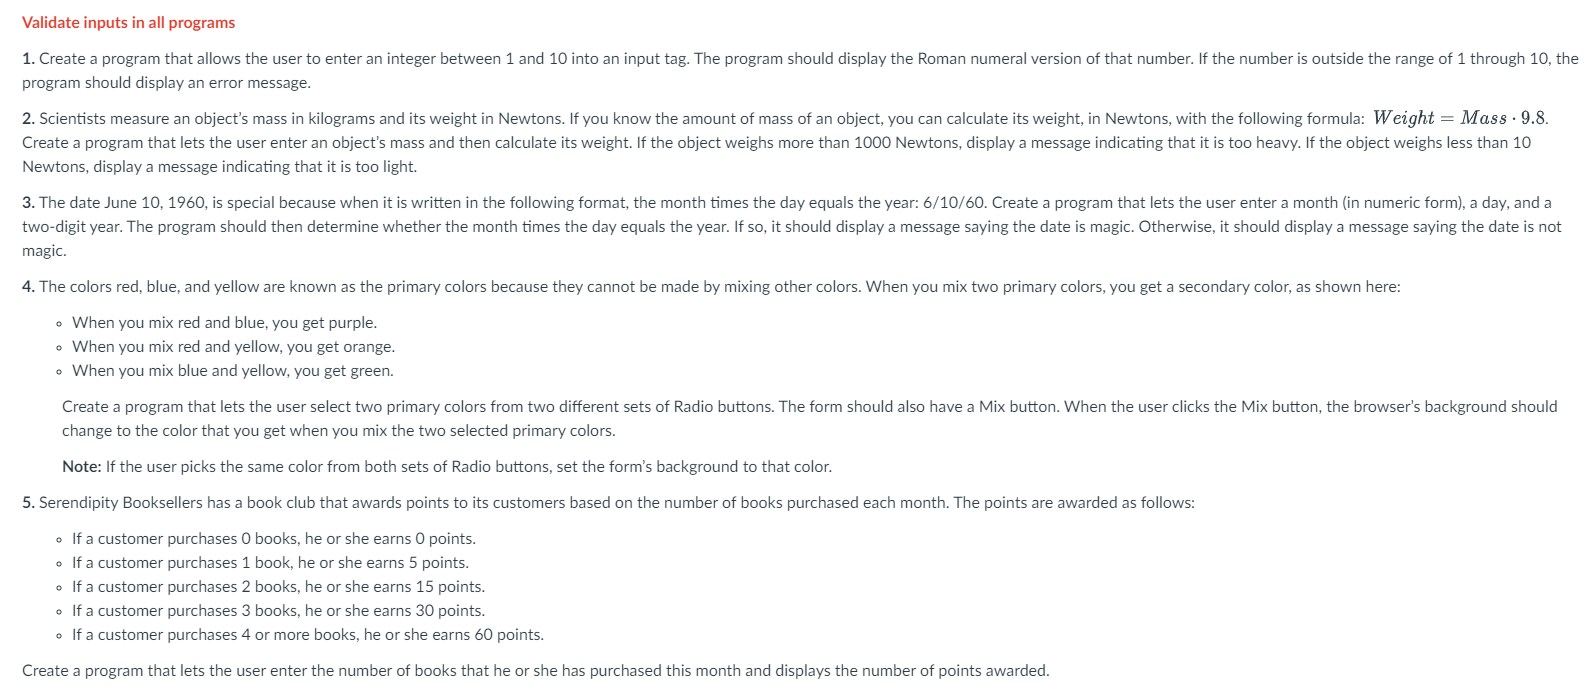 Validate inputs in all programs
1. Create a program that allows the user to enter an integer between 1 and 10 into an input tag. The program should display the Roman numeral version of that number. If the number is outside the range of 1 through 10, the
program should display an error message.
2. Scientists measure an object's mass in kilograms and its weight in Newtons. If you know the amount of mass of an object, you can calculate its weight, in Newtons, with the following formula: Weight = Mass · 9.8.
Create a program that lets the user enter an object's mass and then calculate its weight. If the object weighs more than 1000 Newtons, display a message indicating that it is too heavy. If the object weighs less than 10
Newtons, display a message indicating that it is too light.
3. The date June 10, 1960, is special because when it is written in the following format, the month times the day equals the year: 6/10/60. Create a program that lets the user enter a month (in numeric form), a day, and a
two-digit year. The program should then determine whether the month times the day equals the year. If so, it should display a message saying the date is magic. Otherwise, it should display a message saying the date is not
magic.
4. The colors red, blue, and yellow are known as the primary colors because they cannot be made by mixing other colors. When you mix two primary colors, you get a secondary color, as shown here:
◦ When you mix red and blue, you get purple.
◦ When you mix red and yellow, you get orange.
◦ When you mix blue and yellow, you get green.
Create a program that lets the user select two primary colors from two different sets of Radio buttons. The form should also have a Mix button. When the user clicks the Mix button, the browser's background should
change to the color that you get when you mix the two selected primary colors.
Note: If the user picks the same color from both sets of Radio buttons, set the form's background to that color.
5. Serendipity Booksellers has a book club that awards points to its customers based on the number of books purchased each month. The points are awarded as follows:
◦ If a customer purchases 0 books, he or she earns 0 points.
◦ If a customer purchases 1 book, he or she earns 5 points.
◦ If a customer purchases 2 books, he or she earns 15 points.
◦ If a customer purchases 3 books, he or she earns 30 points.
◦ If a customer purchases 4 or more books, he or she earns 60 points.
Create a program that lets the user enter the number of books that he or she has purchased this month and displays the number of points awarded.